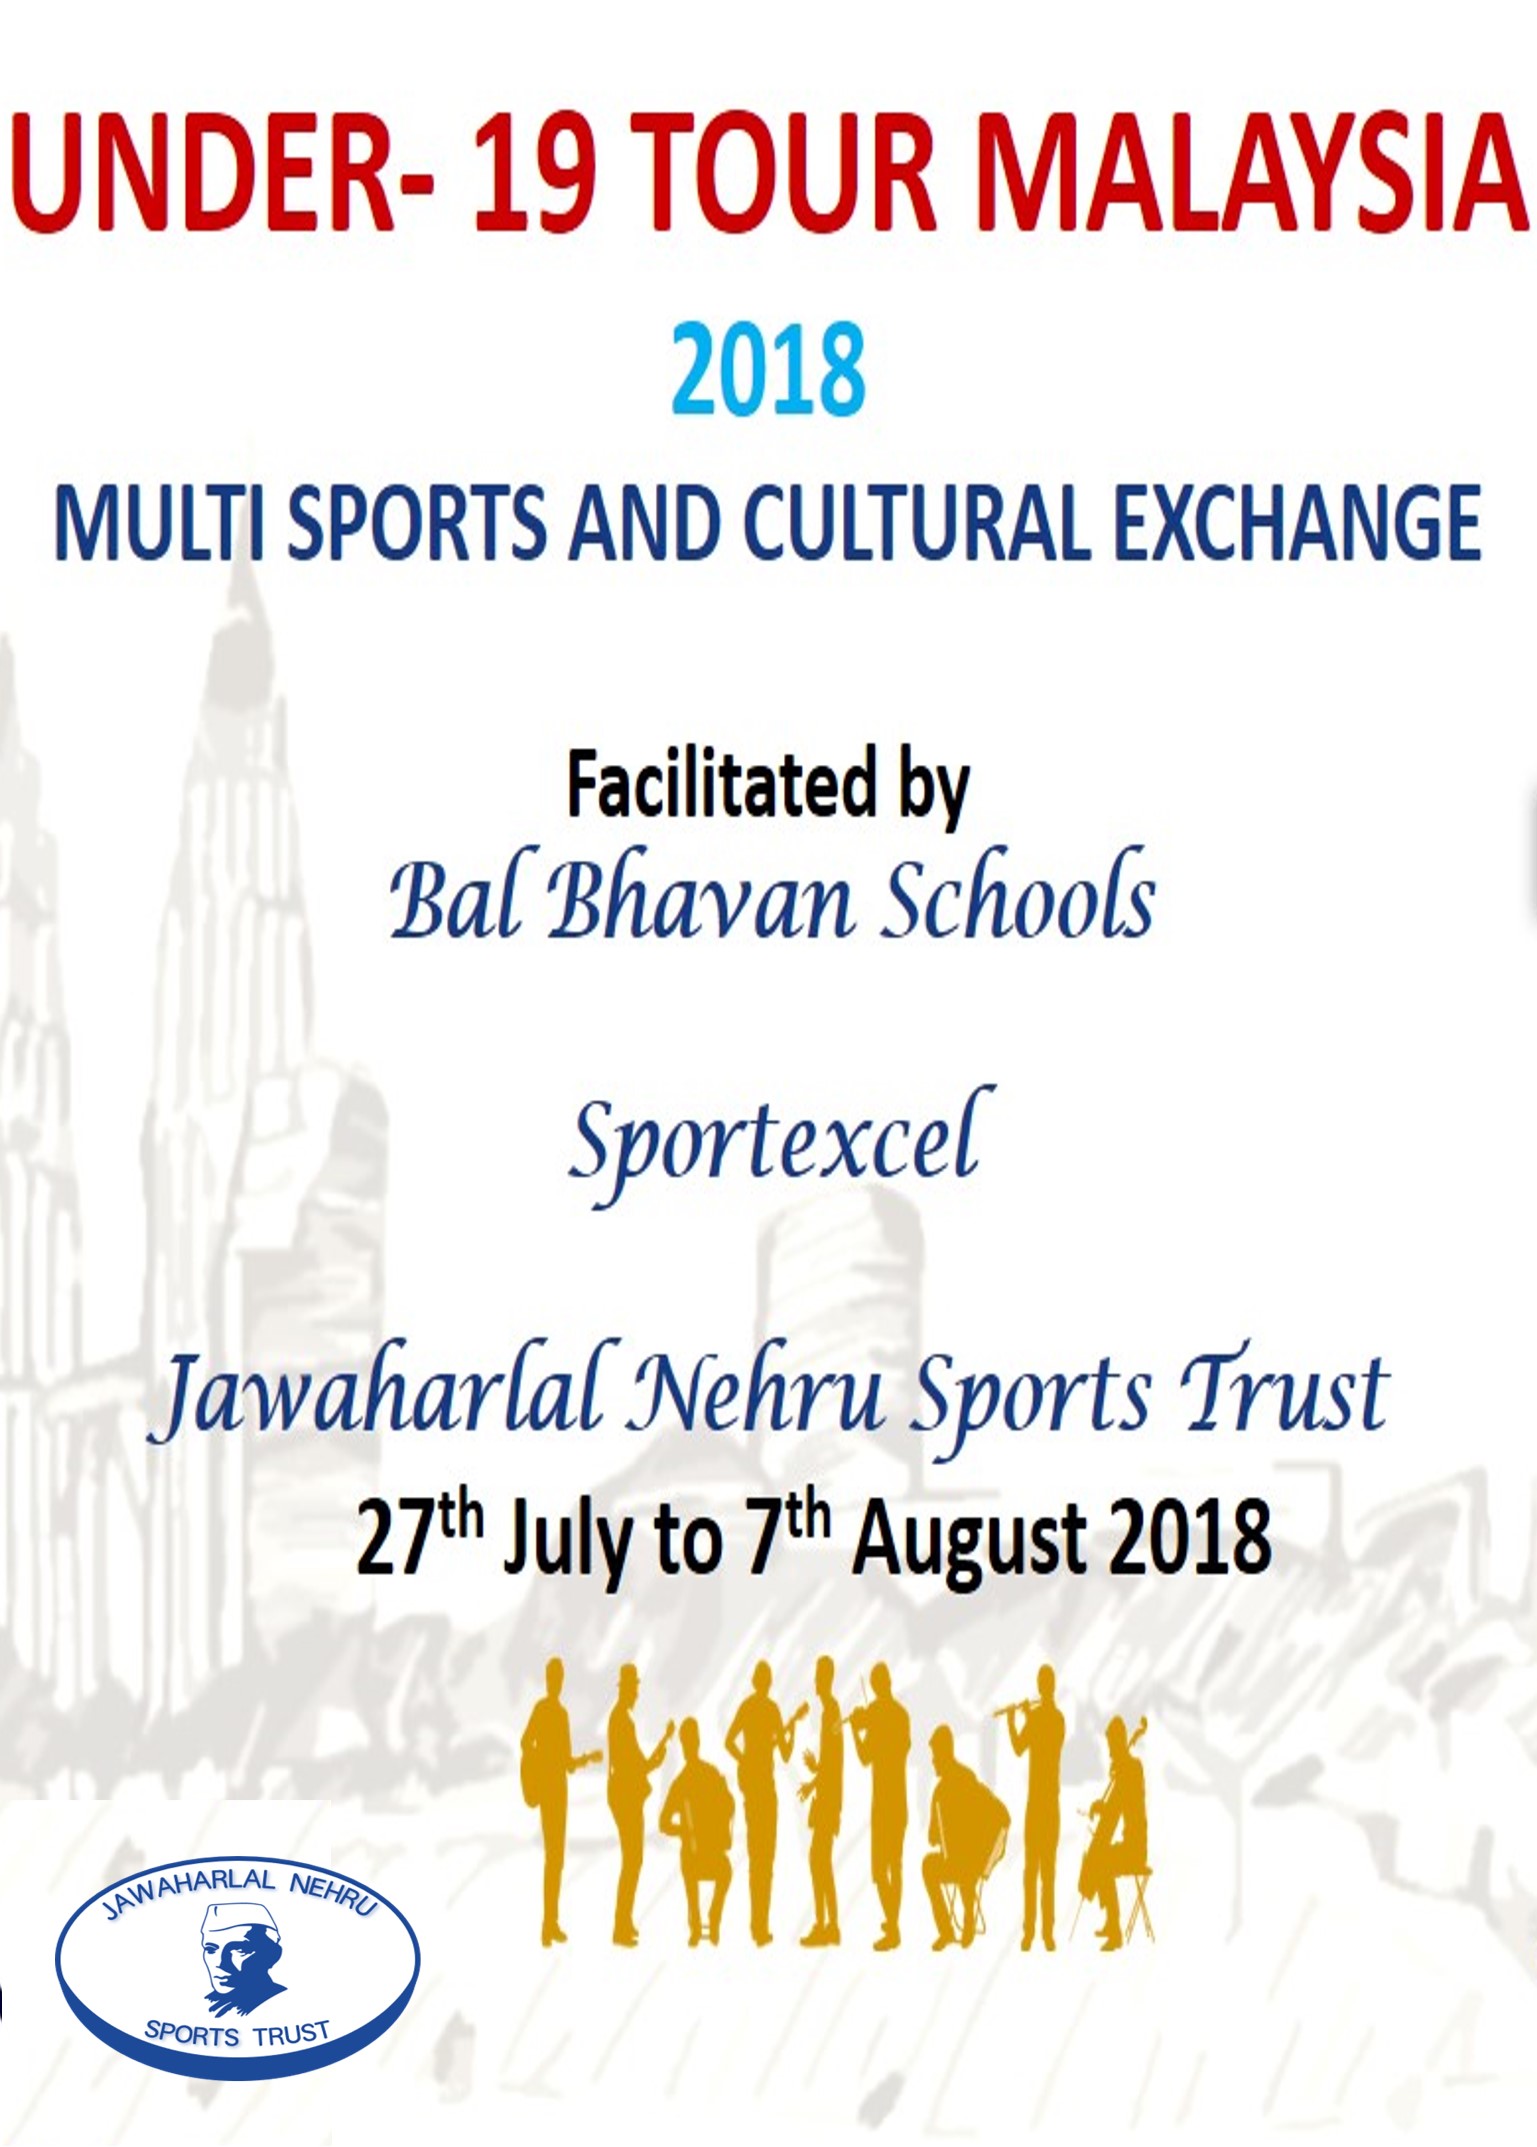 UNDER- 19 TOUR MALAYSIA
2018
MULTI SPORTS AND CULTURAL EXCHANGE
Facilitated by
Bal Bhavan Schools
Sportexcel
Jawaharlal Nehru Sports Trust
27th July to 7th August 2018
JAWAHARLAL NEHRU
SPORTS TRUST